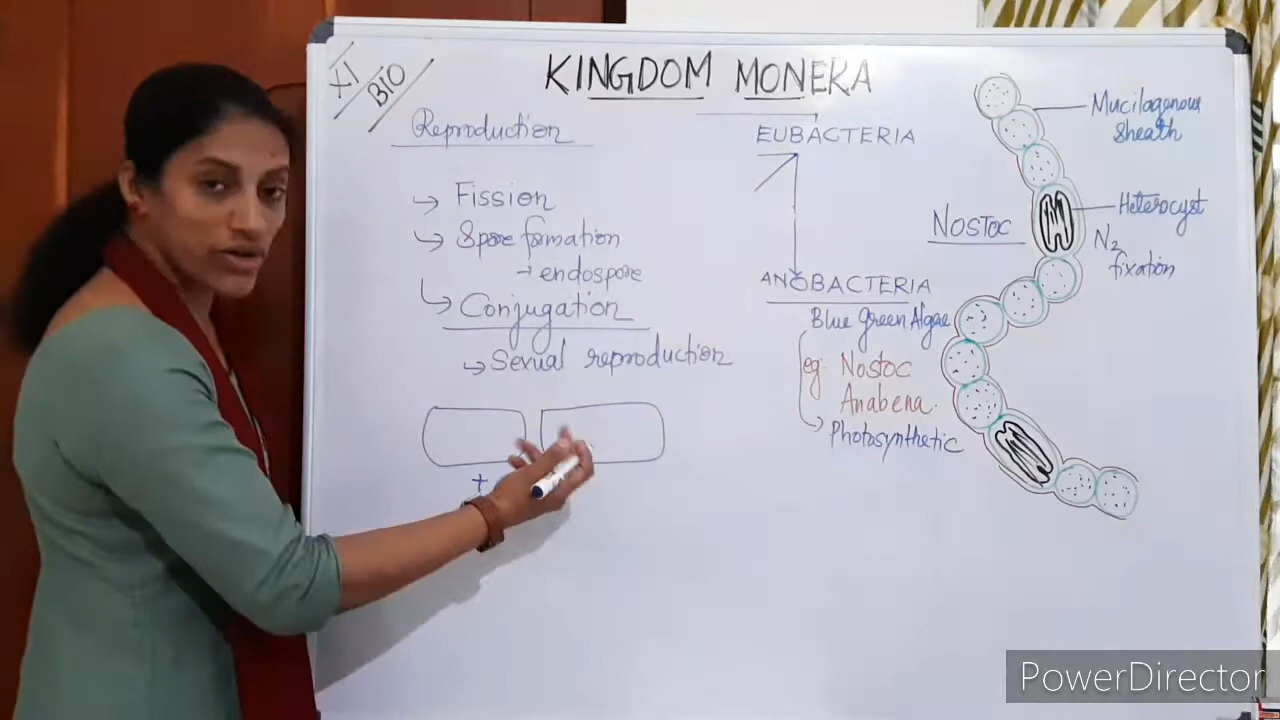 XI
BIO
KINGDOM MONERA
Reproduction
→ Fission
→ Spore formation
→ endospore
→ Conjugation
→ Sexual reproduction
+
EUBACTERIA
ANOBACTERIA
Blue Green Algae
eg: Nostoc
Anabena.
→ Photosynthetic
NOSTOC
Mucilagenous
Sheath
Heterocyst
N₂
fixation
PowerDirector